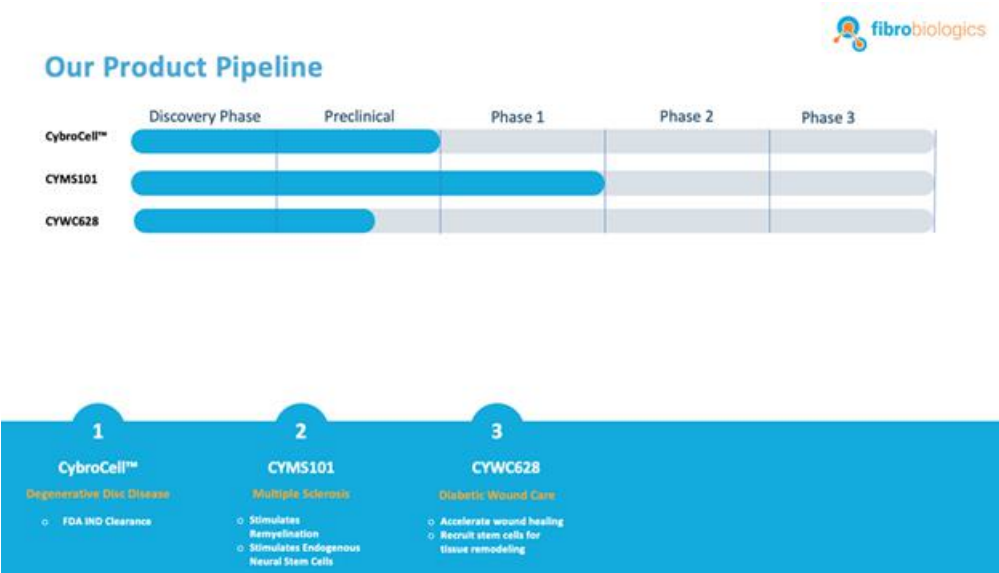 fibrobiologics
Our Product Pipeline
Discovery Phase Preclinical Phase 1 Phase 2 Phase 3
CybroCell™
CYMS101
CYWC628
1
CybroCell™
Degenerative Disc Disease
○ FDA IND Clearance
2
CYMS101
Multiple Sclerosis
○ Stimulates
Remyelination
○ Stimulates Endogenous
Neural Stem Cells
3
CYWC628
Diabetic Wound Care
○ Accelerate wound healing
○ Recruit stem cells for
tissue remodeling